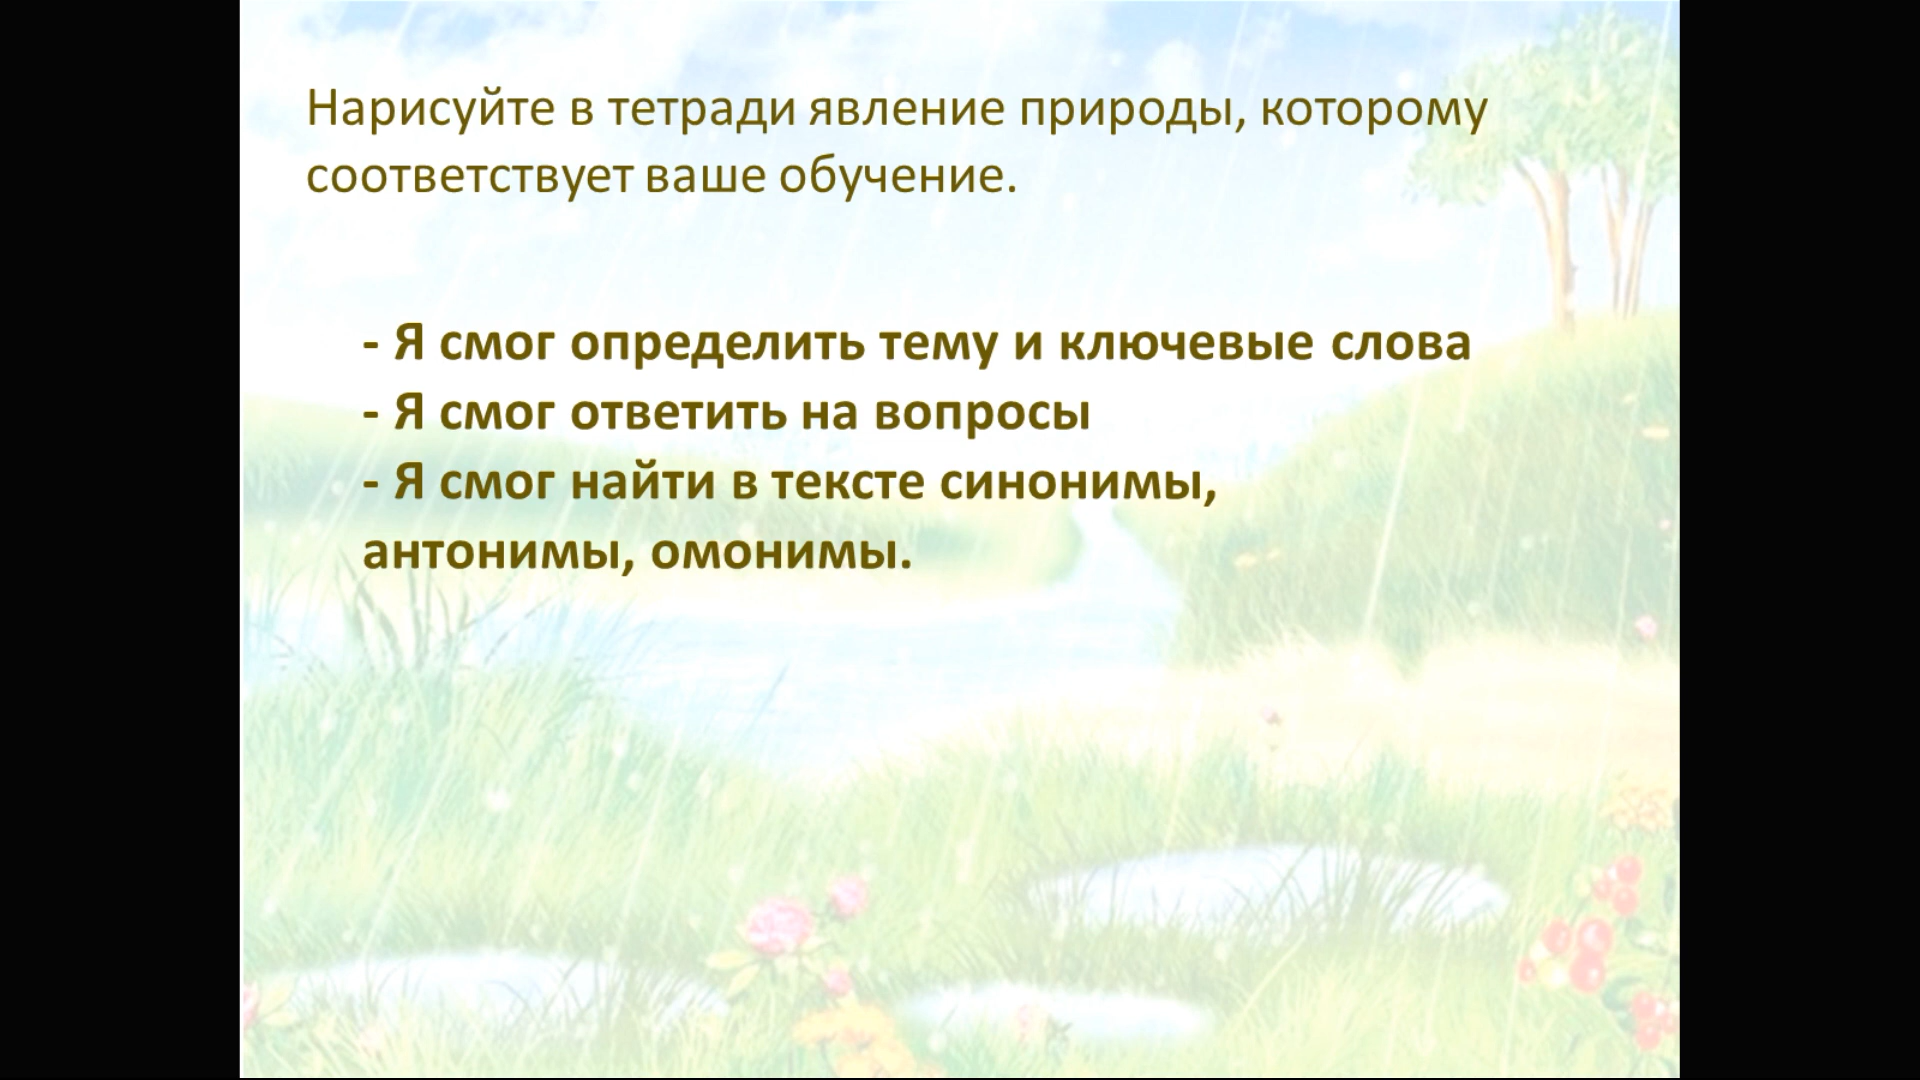 Нарисуйте в тетради явление природы, которому
соответствует ваше обучение.
- Я смог определить тему и ключевые слова
- Я смог ответить на вопросы
- Я смог найти в тексте синонимы,
антонимы, омонимы.